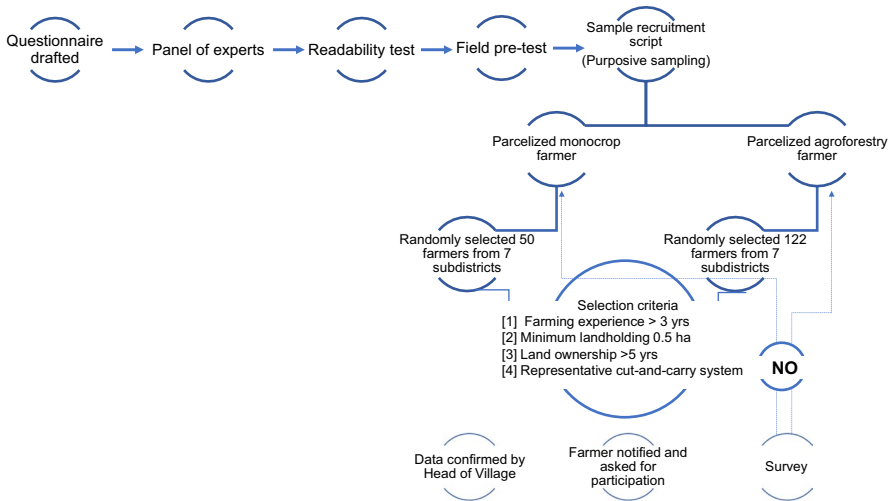 Questionnaire
drafted
Panel of experts
Readability test
Field pre-test
Sample recruitment
script
(Purposive sampling)
Parcelized monocrop
farmer
Parcelized agroforestry
farmer
Randomly selected 50
farmers from 7
subdistricts
Randomly selected 122
farmers from 7
subdistricts
Selection criteria
[1] Farming experience > 3 yrs
[2] Minimum landholding 0.5 ha
[3] Land ownership >5 yrs
[4] Representative cut-and-carry system
NO
Data confirmed by
Head of Village
Farmer notified and
asked for
participation
Survey